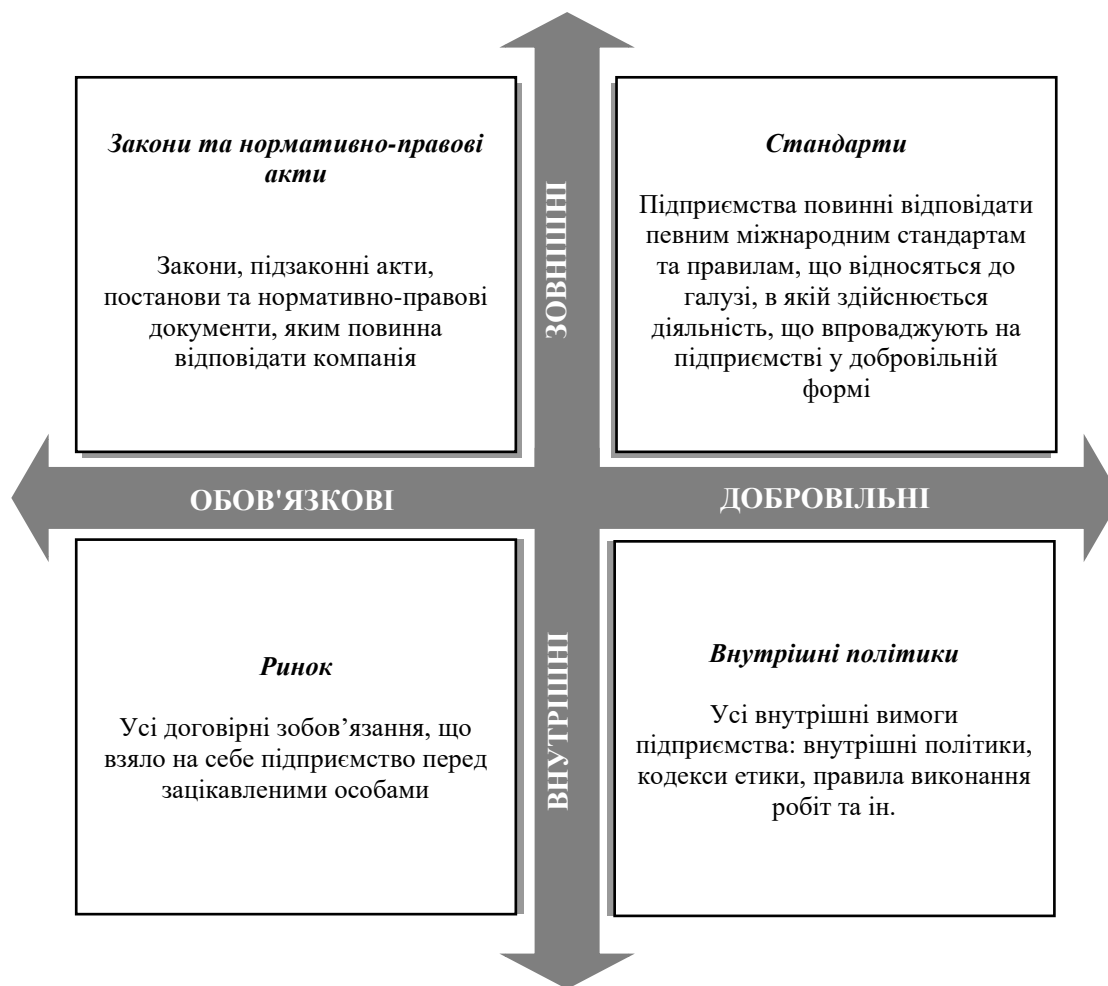 Закони та нормативно-правові
акти
Закони, підзаконні акти,
постанови та нормативно-правові
документи, яким повинна
відповідати компанія
ЗОВНІШНІ
Стандарти
Підприємства повинні відповідати
певним міжнародним стандартам
та правилам, що відносяться до
галузі, в якій здійснюється
діяльність, що впроваджують на
підприємстві у добровільній
формі
ОБОВ'ЯЗКОВІ
ДОБРОВІЛЬНІ
Ринок
Усі договірні зобов’язання, що
взяло на себе підприємство перед
зацікавленими особами
ВНУТРІШНІ
Внутрішні політики
Усі внутрішні вимоги
підприємства: внутрішні політики,
кодекси етики, правила виконання
робіт та ін.